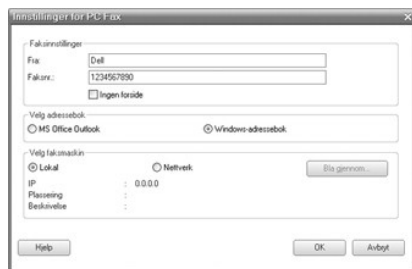 Innstillinger for PC Fax
Faksinnstillinger
Fra: Dell
Faksnr.: 1234567890
Ingen forside
Velg adressebok
MS Office Outlook Windows-adressebok
Velg faksmaskin
Lokal Nettverk Bla gjennom...
IP : 0.0.0.0
Plassering :
Beskrivelse :
Hjelp OK Avbryt